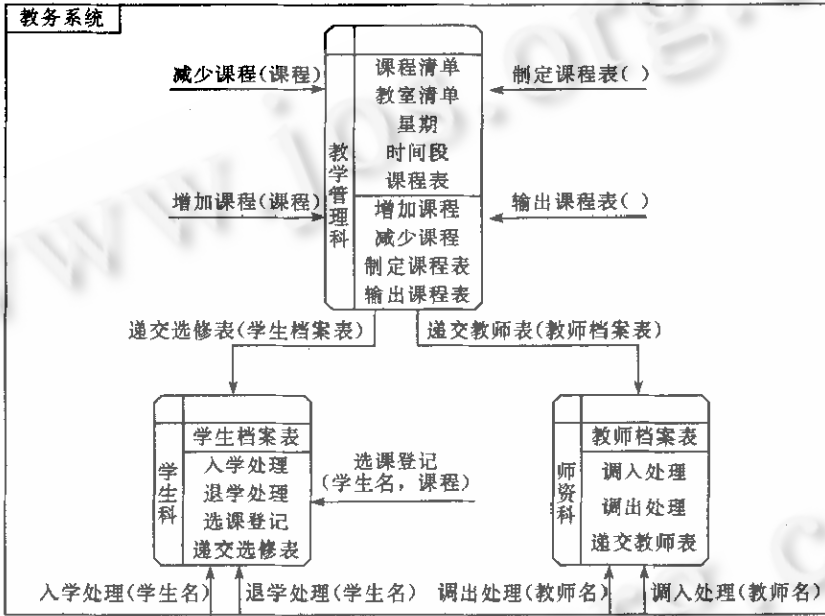 教务系统
减少课程(课程)
制定课程表( )
增加课程(课程)
输出课程表( )
教学管理科
课程清单
教室清单
星期
时间段
课程表
增加课程
减少课程
制定课程表
输出课程表
递交选修表(学生档案表)
递交教师表(教师档案表)
学生科
学生档案表
入学处理
退学处理
选课登记
递交选修表
选课登记
(学生名,课程)
师资科
教师档案表
调入处理
调出处理
递交教师表
入学处理(学生名)
退学处理(学生名)
调出处理(教师名)
调入处理(教师名)